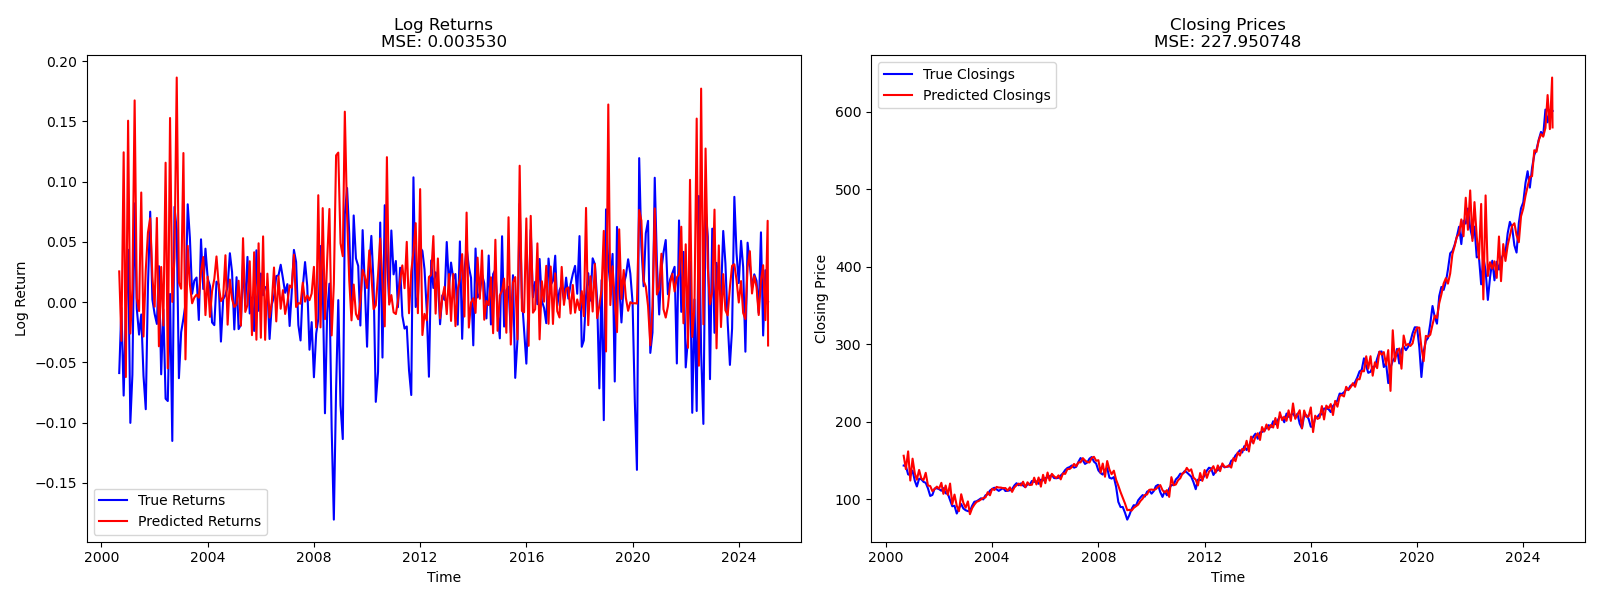 Log Returns
MSE: 0.003530
0.20
0.15
0.10
0.05
0.00
−0.05
−0.10
−0.15
Log Return
True Returns
Predicted Returns
2000 2004 2008 2012 2016 2020 2024
Time
Closing Prices
MSE: 227.950748
True Closings
Predicted Closings
600
500
400
300
200
100
Closing Price
2000 2004 2008 2012 2016 2020 2024
Time